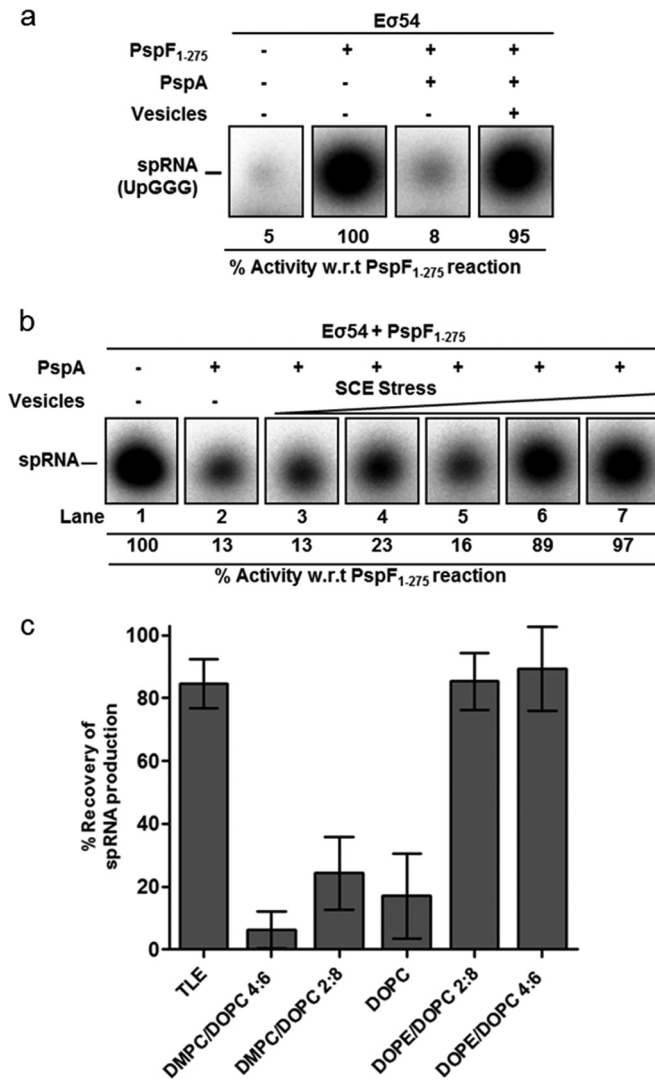 a
Eσ54
PspF1-275 - + + +
PspA - - + +
Vesicles - - - +
spRNA
(UpGGG)
5 100 8 95
% Activity w.r.t PspF1-275 reaction
b
Eσ54 + PspF1-275
PspA - + + + + + +
SCE Stress
Vesicles - -
spRNA
Lane 1 2 3 4 5 6 7
100 13 13 23 16 89 97
% Activity w.r.t PspF1-275 reaction
c
% Recovery of
spRNA production
100
80
60
40
20
0
TLE
DMPC/DOPC 4:6
DMPC/DOPC 2:8
DOPC
DOPE/DOPC 2:8
DOPE/DOPC 4:6